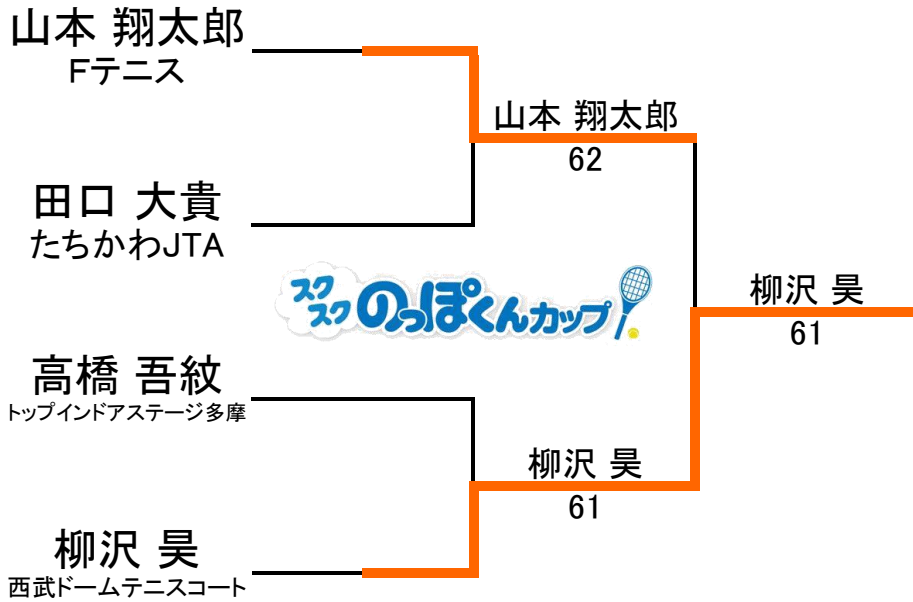 山本 翔太郎
Fテニス
山本 翔太郎
62
田口 大貴
たちかわJTA
スク
スク のっぽくんカップ
柳沢 昊
61
高橋 吾紋
トップインドアステージ多摩
柳沢 昊
61
柳沢 昊
西武ドームテニスコート